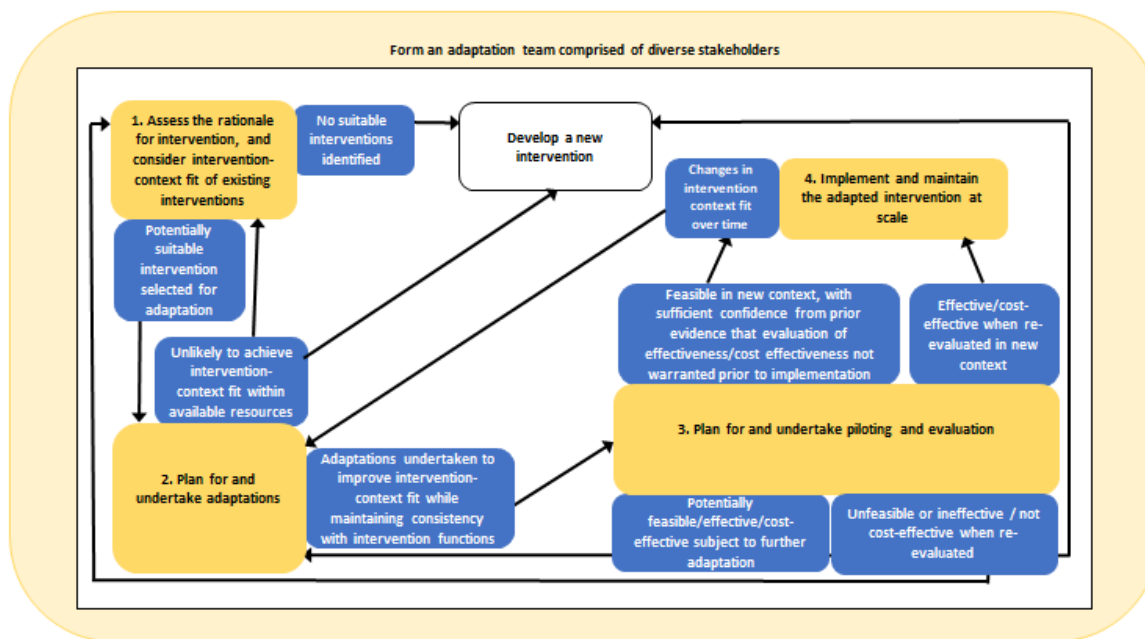 Form an adaptation team comprised of diverse stakeholders
1. Assess the rationale
for intervention, and
consider intervention-
context fit of existing
interventions
No suitable
interventions
identified
Develop a new
intervention
Changes in
intervention
context fit
over time
4. Implement and maintain
the adapted intervention at
scale
Potentially
suitable
intervention
selected for
adaptation
Unlikely to achieve
intervention-
context fit within
available resources
Feasible in new context, with
sufficient confidence from prior
evidence that evaluation of
effectiveness/cost effectiveness not
warranted prior to implementation
Effective/cost-
effective when re-
evaluated in new
context
2. Plan for and
undertake adaptations
Adaptations undertaken to
improve intervention-
context fit while
maintaining consistency
with intervention functions
3. Plan for and undertake piloting and evaluation
Potentially
feasible/effective/cost-
effective subject to further
adaptation
Unfeasible or ineffective / not
cost-effective when re-
evaluated